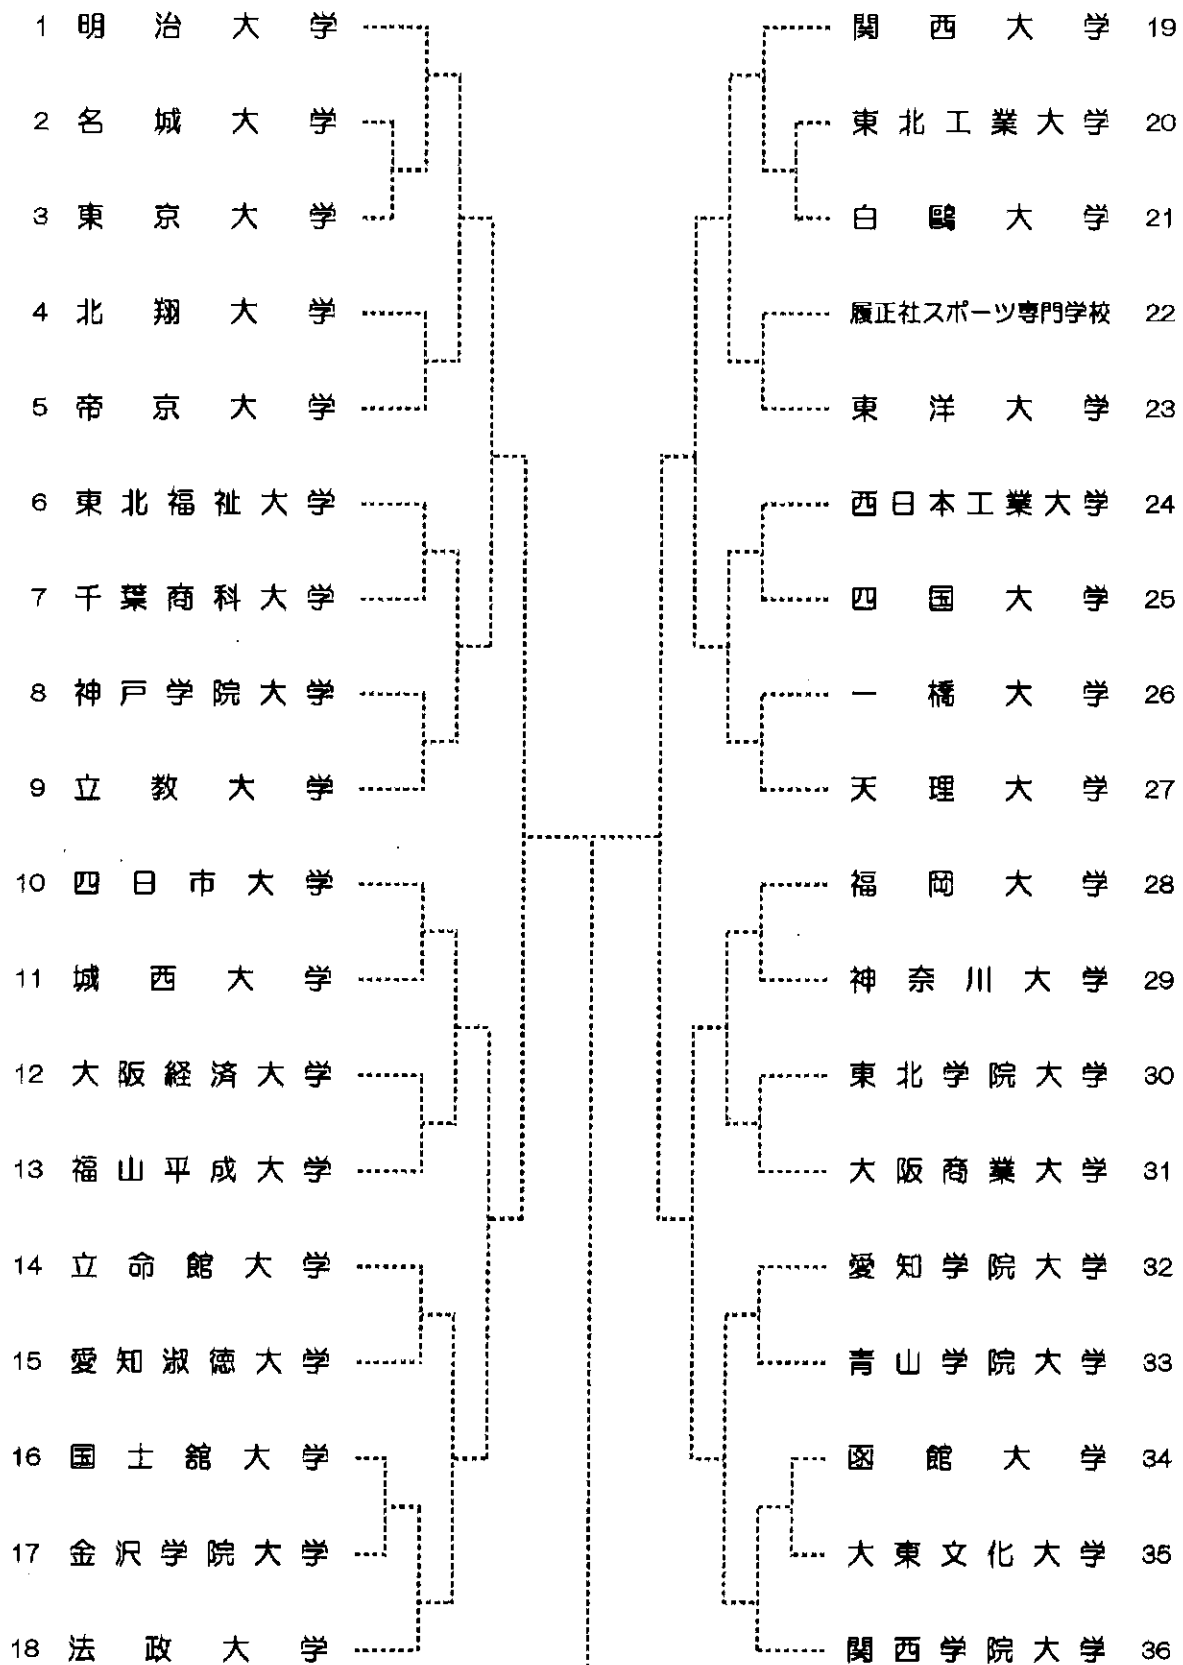 1 明治大学
2 名城大学
3 東京大学
4 北翔大学
5 帝京大学
6 東北福祉大学
7 千葉商科大学
8 神戸学院大学
9 立教大学
10 四日市大学
11 城西大学
12 大阪経済大学
13 福山平成大学
14 立命館大学
15 愛知淑徳大学
16 国士舘大学
17 金沢学院大学
18 法政大学
関西大学 19
東北工業大学 20
白鷗大学 21
履正社スポーツ専門学校 22
東洋大学 23
西日本工業大学 24
四国大学 25
一橋大学 26
天理大学 27
福岡大学 28
神奈川大学 29
東北学院大学 30
大阪商業大学 31
愛知学院大学 32
青山学院大学 33
函館大学 34
大東文化大学 35
関西学院大学 36